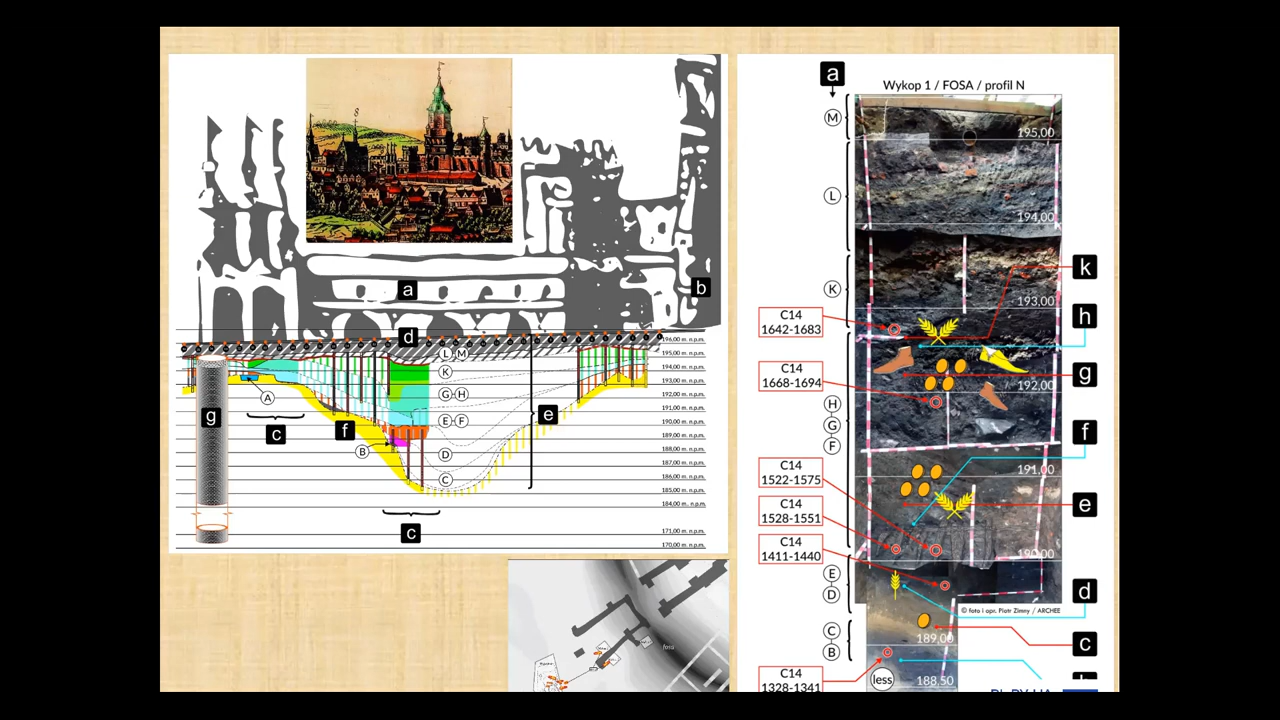 a
b
d
L M
K
G H
E F
D
C
A
B
c
f
g
e
c
196,00 m. n.p.m.
195,00 m. n.p.m.
194,00 m. n.p.m.
193,00 m. n.p.m.
192,00 m. n.p.m.
191,00 m. n.p.m.
190,00 m. n.p.m.
189,00 m. n.p.m.
188,00 m. n.p.m.
187,00 m. n.p.m.
186,00 m. n.p.m.
185,00 m. n.p.m.
184,00 m. n.p.m.
171,00 m. n.p.m.
170,00 m. n.p.m.
fosa
a
Wykop 1 / FOSA / profil N
M
195,00
L
194,00
K
193,00
k
h
C14
1642-1683
g
C14
1668-1694
192,00
H
G
F
f
191,00
C14
1522-1575
e
C14
1528-1551
C14
1411-1440
190,00
E
D
d
© foto i opr. Piotr Zimny / ARCHEE
C
B
c
189,00
C14
1328-1341
less
188,50